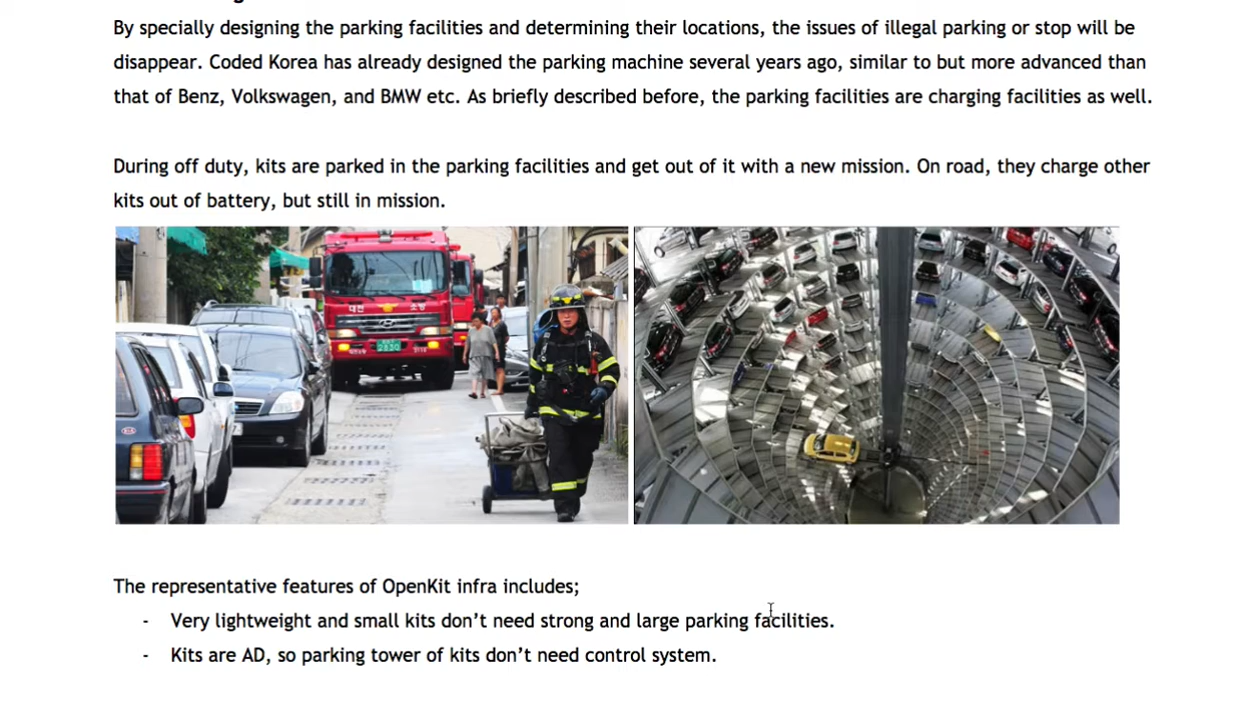 By specially designing the parking facilities and determining their locations, the issues of illegal parking or stop will be
disappear. Coded Korea has already designed the parking machine several years ago, similar to but more advanced than
that of Benz, Volkswagen, and BMW etc. As briefly described before, the parking facilities are charging facilities as well.
During off duty, kits are parked in the parking facilities and get out of it with a new mission. On road, they charge other
kits out of battery, but still in mission.
The representative features of OpenKit infra includes;
- Very lightweight and small kits don’t need strong and large parking facilities.
- Kits are AD, so parking tower of kits don’t need control system.